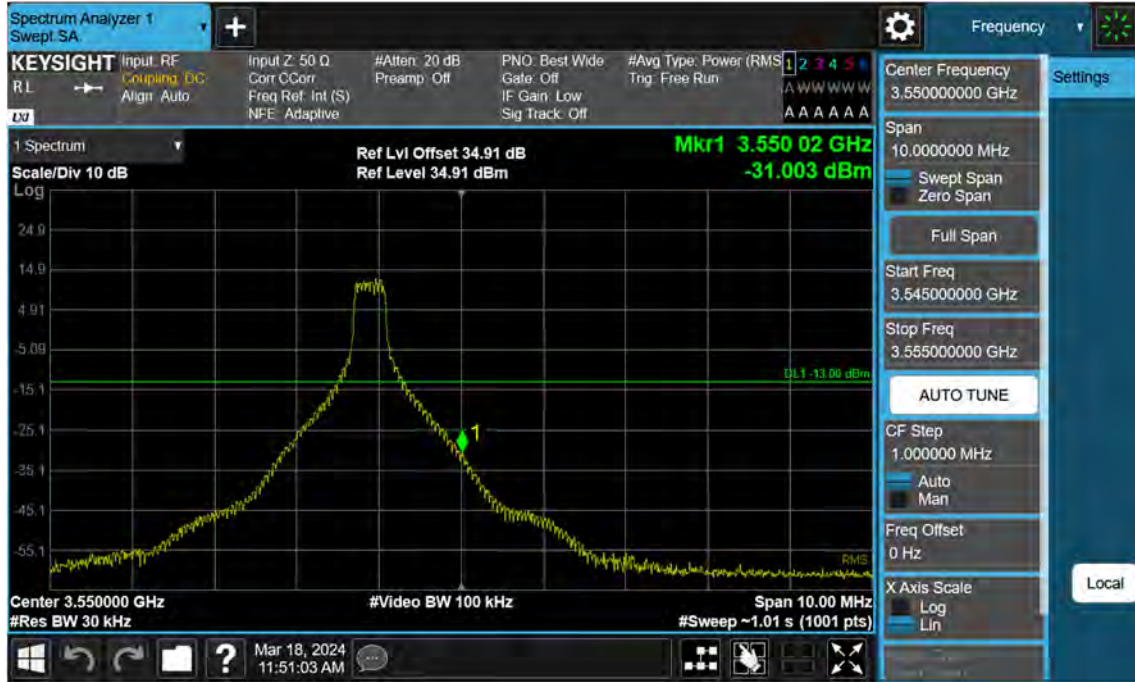 Spectrum Analyzer 1
Swept SA
Frequency
KEYSIGHT
RL
LXI
Input: RF
Coupling: DC
Align: Auto
Input Z: 50 Ω
Corr CCorr
Freq Ref: Int (S)
NFE: Adaptive
#Atten: 20 dB
Preamp: Off
PNO: Best Wide
Gate: Off
IF Gain: Low
Sig Track: Off
#Avg Type: Power (RMS
Trig: Free Run
1 2 3 4 5 6
A W W W W W
A A A A A A
1 Spectrum
Scale/Div 10 dB
Ref Lvl Offset 34.91 dB
Ref Level 34.91 dBm
Mkr1 3.550 02 GHz
-31.003 dBm
Log
24.9
14.9
4.91
-5.09
-15.1
-25.1
-35.1
-45.1
-55.1
DL1 -13.00 dBm
1
RMS
Center 3.550000 GHz
#Res BW 30 kHz
#Video BW 100 kHz
Span 10.00 MHz
#Sweep ~1.01 s (1001 pts)
Mar 18, 2024
11:51:03 AM
Center Frequency
3.550000000 GHz
Settings
Span
10.0000000 MHz
Swept Span
Zero Span
Full Span
Start Freq
3.545000000 GHz
Stop Freq
3.555000000 GHz
AUTO TUNE
CF Step
1.000000 MHz
Auto
Man
Freq Offset
0 Hz
X Axis Scale
Log
Lin
Local